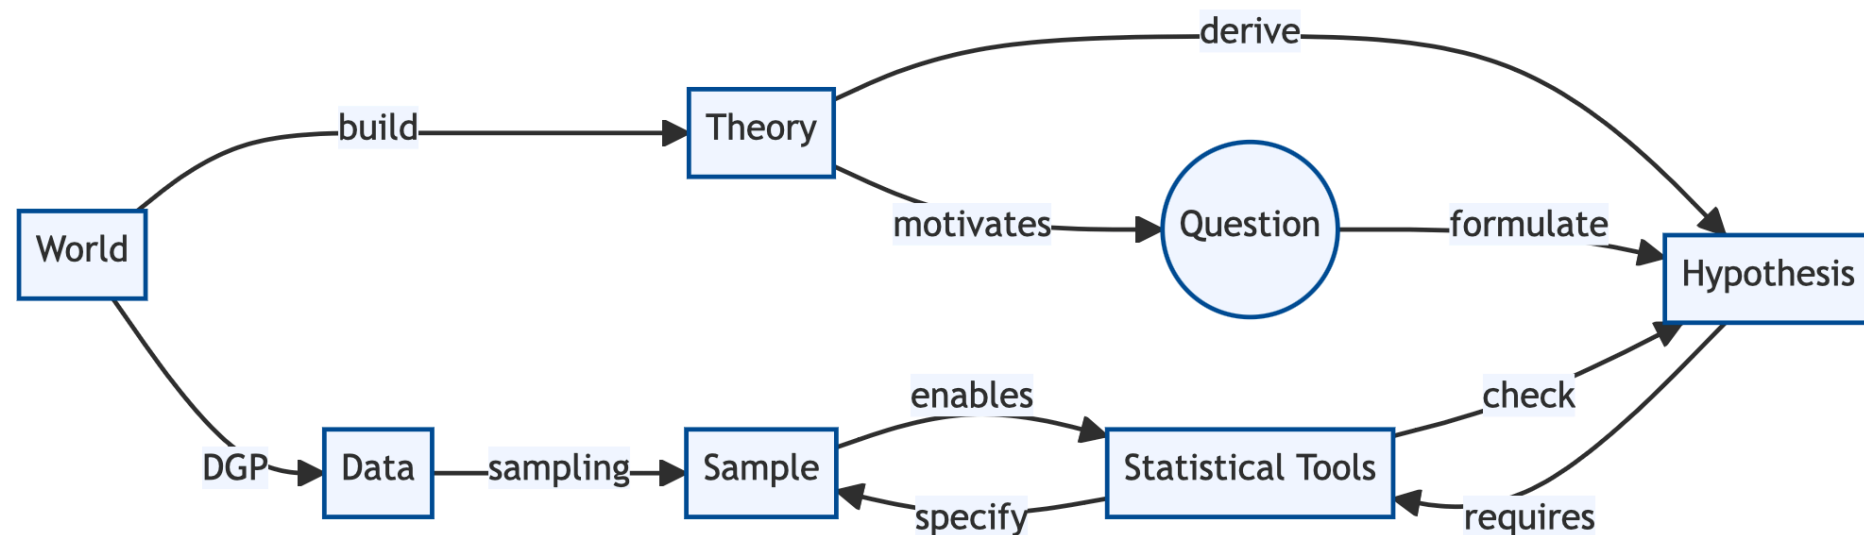 derive
build
Theory
motivates
Question
formulate
World
Hypothesis
enables
check
DGP
Data
sampling
Sample
Statistical Tools
specify
requires